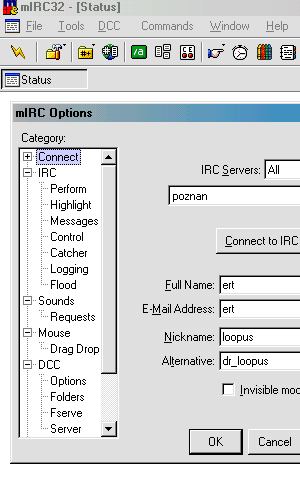 mIRC32 - [Status]
File Tools DCC Commands Window Help
Status
mIRC Options
Category:
Connect
IRC
Perform
Highlight
Messages
Control
Catcher
Logging
Flood
Sounds
Requests
Mouse
Drag Drop
DCC
Options
Folders
Fserve
Server
IRC Servers: All
poznan
Connect to IRC
Full Name: ert
E-Mail Address: ert
Nickname: loopus
Alternative: dr_loopus
Invisible mod
OK Cancel